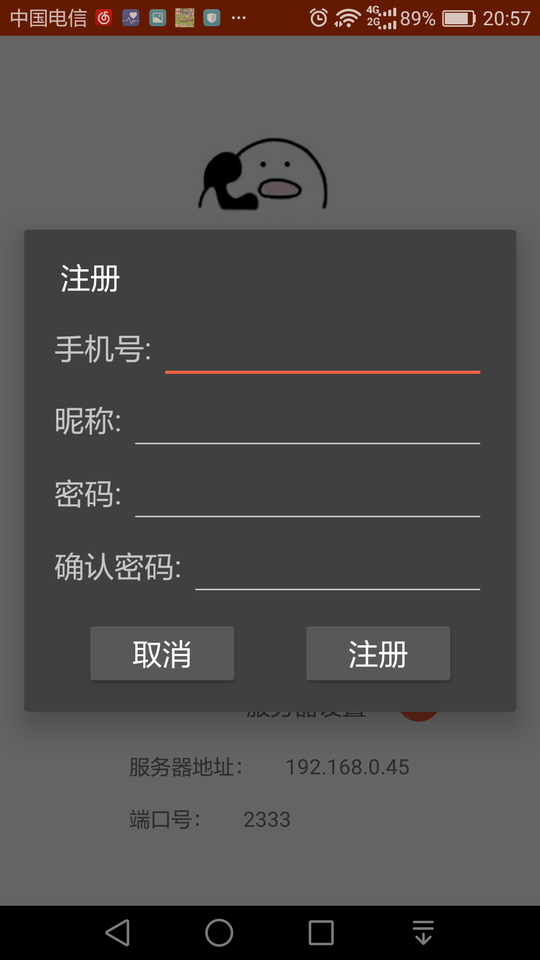 中国电信 4G 2G 89% 20:57
注册
手机号:
昵称:
密码:
确认密码:
取消 注册
服务器设置
服务器地址: 192.168.0.45
端口号: 2333